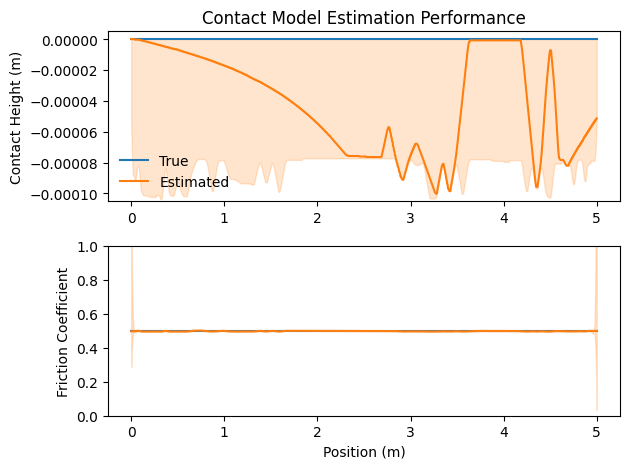 Contact Model Estimation Performance
Contact Height (m)
0.00000
−0.00002
−0.00004
−0.00006
−0.00008
−0.00010
True
Estimated
0 1 2 3 4 5
Friction Coefficient
1.0
0.8
0.6
0.4
0.2
0.0
0 1 2 3 4 5
Position (m)